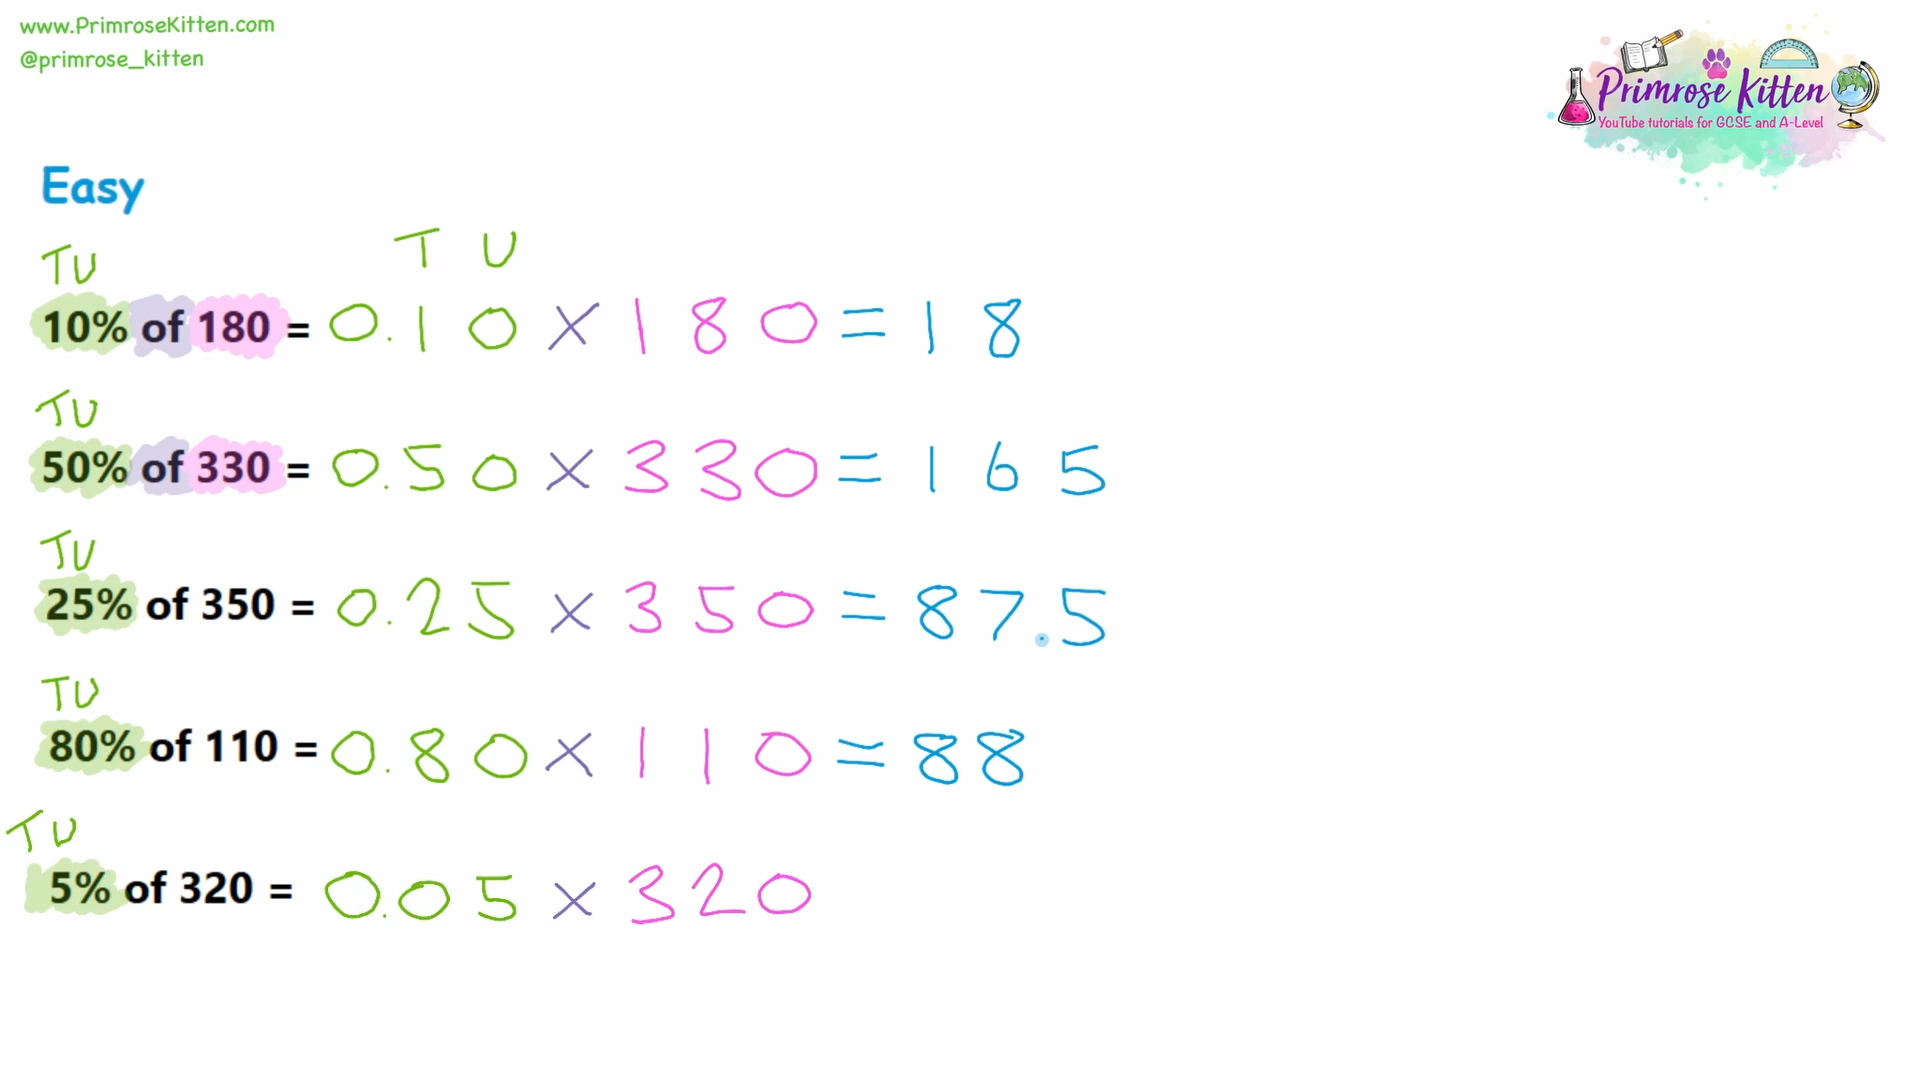 www.PrimroseKitten.com
@primrose_kitten
Primrose Kitten
YouTube tutorials for GCSE and A-Level
Easy
TU T U
10% of 180 = 0.10 × 180 = 18
TU
50% of 330 = 0.50 × 330 = 165
TU
25% of 350 = 0.25 × 350 = 87.5
TU
80% of 110 = 0.80 × 110 = 88
TU
5% of 320 = 0.05 × 320